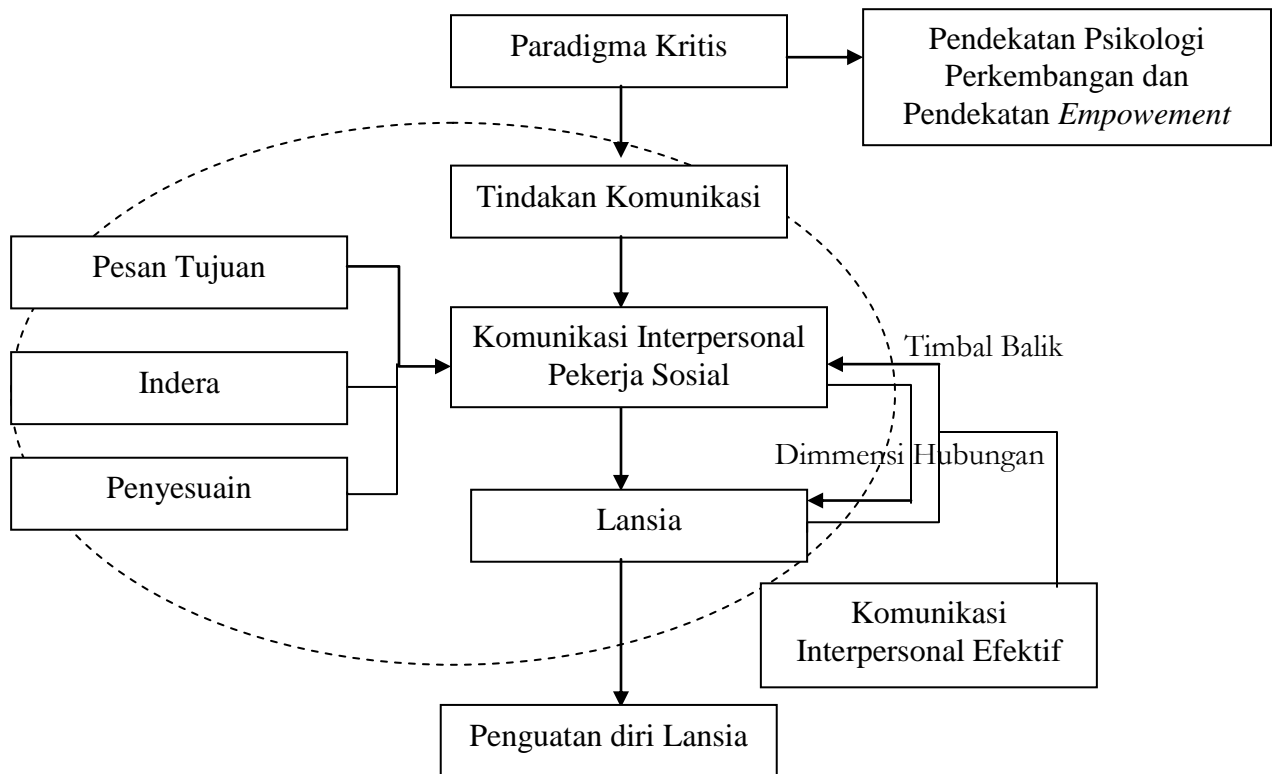 Paradigma Kritis
Pendekatan Psikologi
Perkembangan dan
Pendekatan Empowement
Tindakan Komunikasi
Pesan Tujuan
Komunikasi Interpersonal
Pekerja Sosial
Timbal Balik
Indera
Dimmensi Hubungan
Penyesuain
Lansia
Komunikasi
Interpersonal Efektif
Penguatan diri Lansia